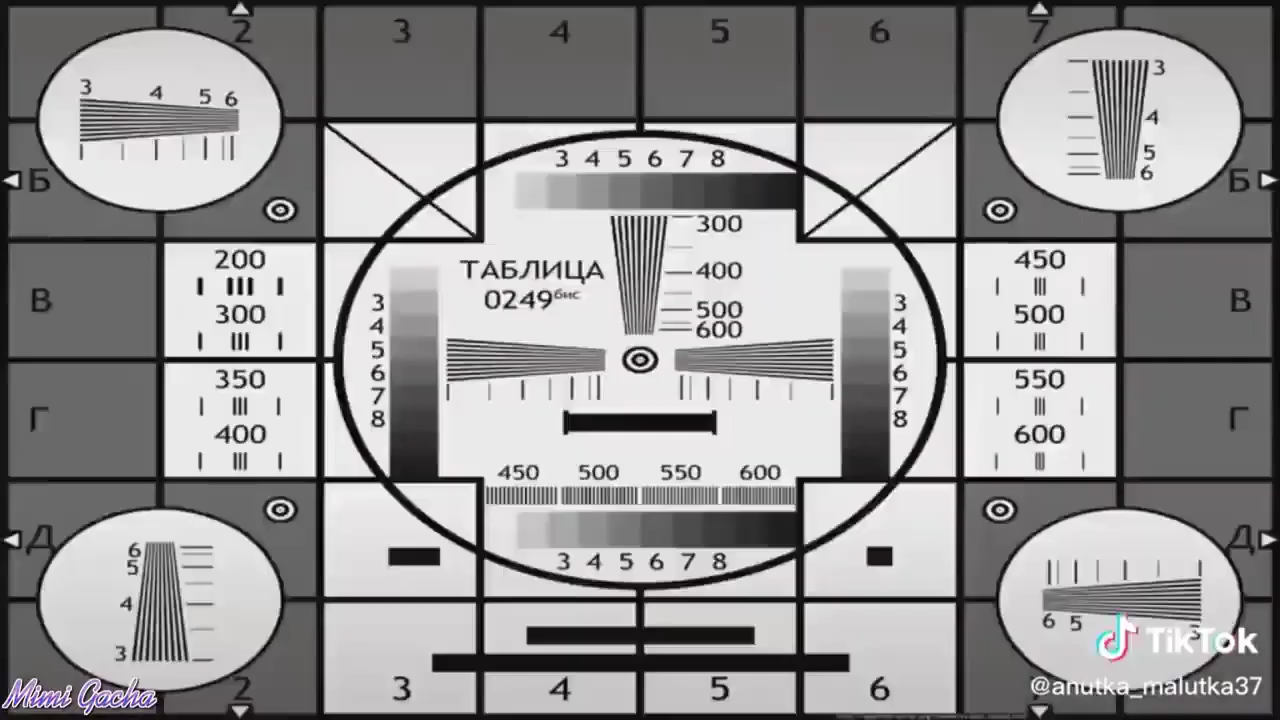 2 3 4 5 6 7
3 4 5 6
3
4
5
6
Б
Б
3 4 5 6 7 8
300
400
500
600
ТАБЛИЦА
0249бис
200
300
450
500
В
В
3
4
5
6
7
8
3
4
5
6
7
8
350
400
550
600
Г
Г
450 500 550 600
3 4 5 6 7 8
Д
Д
6
5
4
3
6 5
TikTok
@anutka_malutka37
Mimi Gacha
2 3 4 5 6